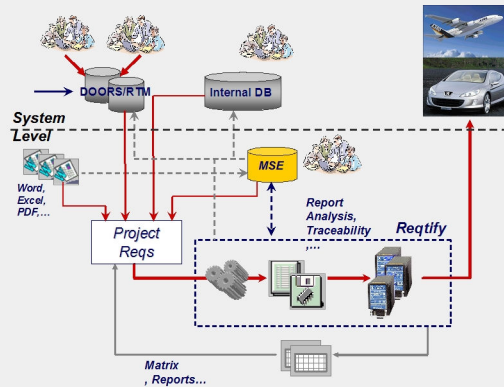 DOORS/RTM
Internal DB
System
Level
MSE
Word,
Excel,
PDF,...
Report
Analysis,
Traceability
,...
Reqtify
Project
Reqs
Matrix
, Reports...